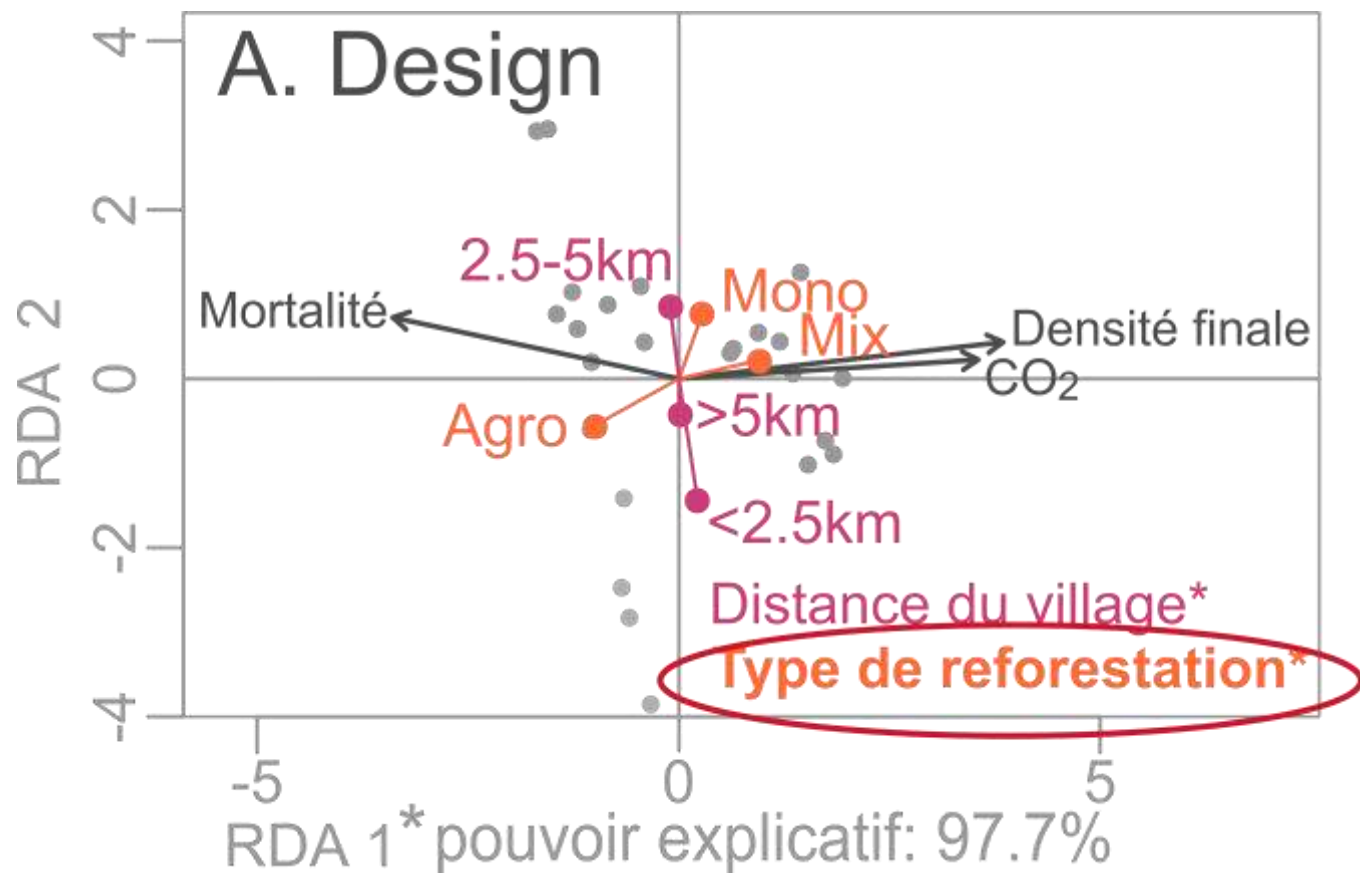 A. Design
4
2
0
-2
-4
RDA 2
2.5-5km
Mono
Mortalité
Mix
Densité finale
CO₂
Agro
>5km
<2.5km
Distance du village*
Type de reforestation*
-5
0
5
RDA 1* pouvoir explicatif: 97.7%